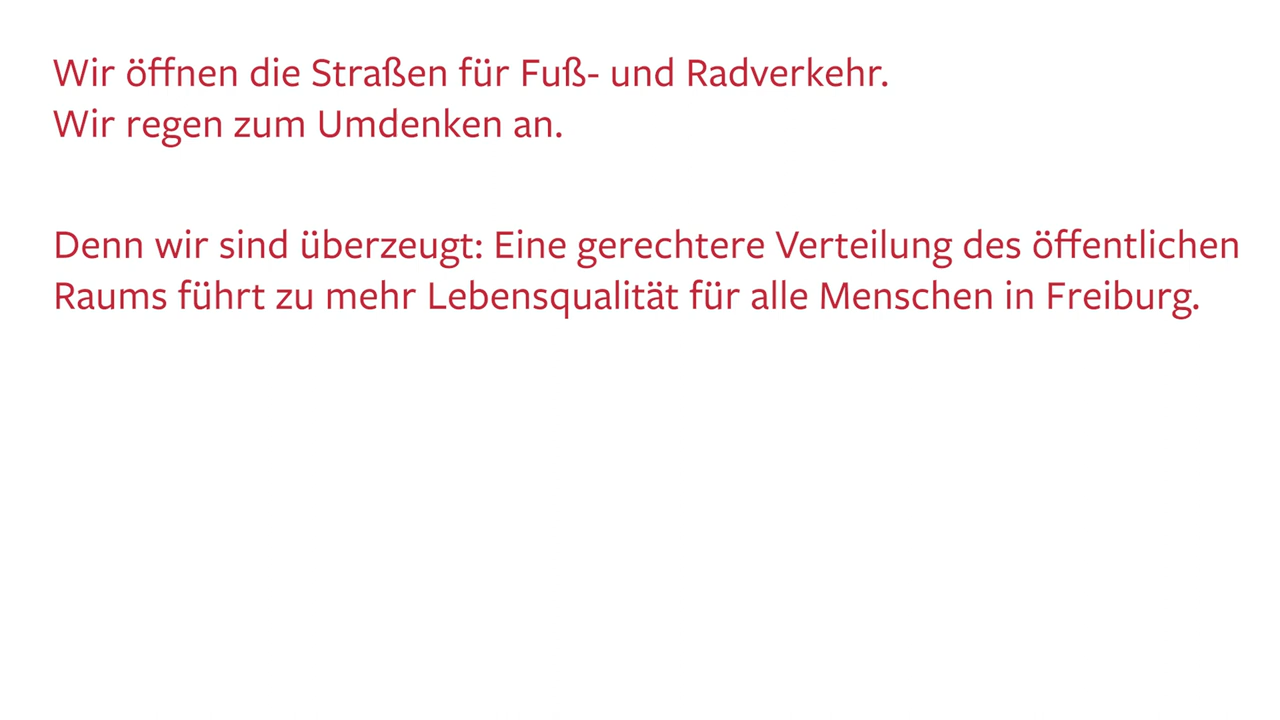 Wir öffnen die Straßen für Fuß- und Radverkehr.
Wir regen zum Umdenken an.
Denn wir sind überzeugt: Eine gerechtere Verteilung des öffentlichen
Raums führt zu mehr Lebensqualität für alle Menschen in Freiburg.